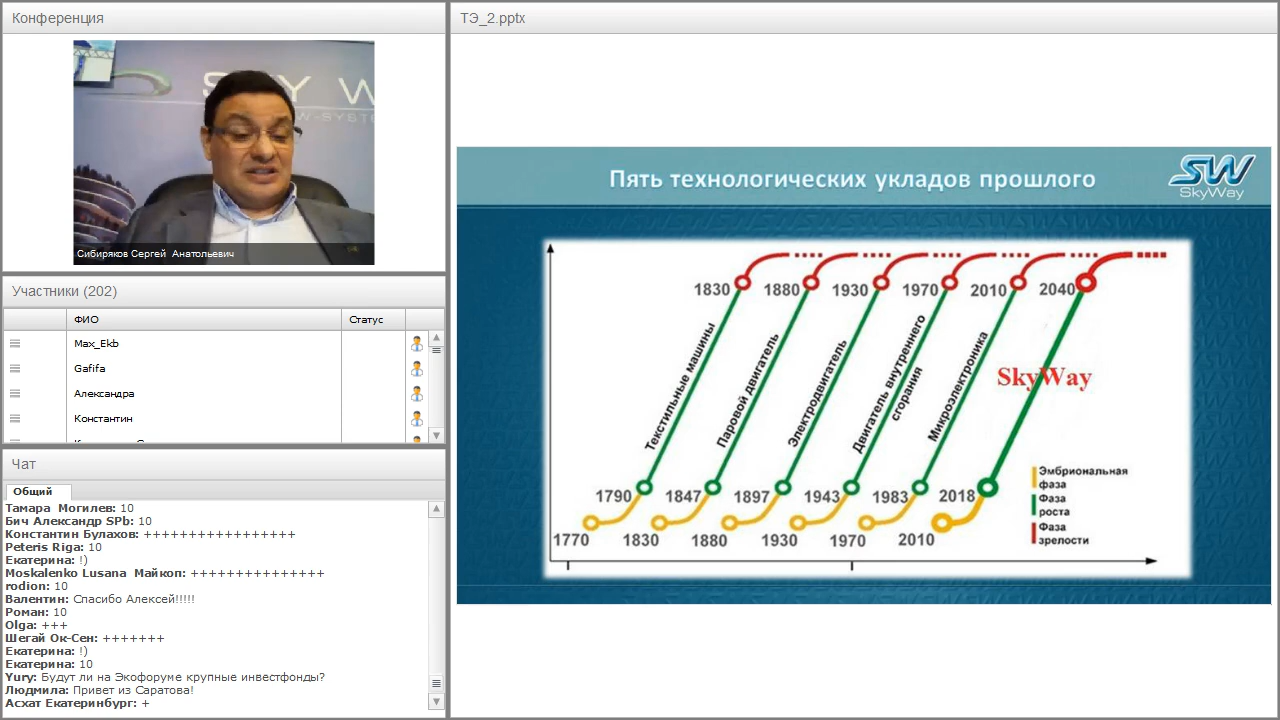 Конференция
SKY W
W-SYSTE
Сибиряков Сергей Анатольевич
Участники (202)
ФИО Статус
Max_Ekb
Gafifa
Александра
Константин
Чат
Общий
Тамара Могилев: 10
Бич Александр SPb: 10
Константин Булахов: +++++++++++++++++
Peteris Riga: 10
Екатерина: !)
Moskalenko Lusana Майкоп: +++++++++++++++
rodion: 10
Валентин: Спасибо Алексей!!!!!
Роман: 10
Olga: +++
Шегай Ок-Сен: +++++++
Екатерина: !)
Екатерина: 10
Yury: Будут ли на Экофоруме крупные инвестфонды?
Людмила: Привет из Саратова!
Асхат Екатеринбург: +
ТЭ_2.pptx
Пять технологических укладов прошлого
SW
SkyWay
1830 1880 1930 1970 2010 2040
Текстильные машины
Паровой двигатель
Электродвигатель
Двигатель внутреннего
сгорания
Микроэлектроника
SkyWay
1790 1847 1897 1943 1983 2018
1770 1830 1880 1930 1970 2010
Эмбриональная
фаза
Фаза
роста
Фаза
зрелости